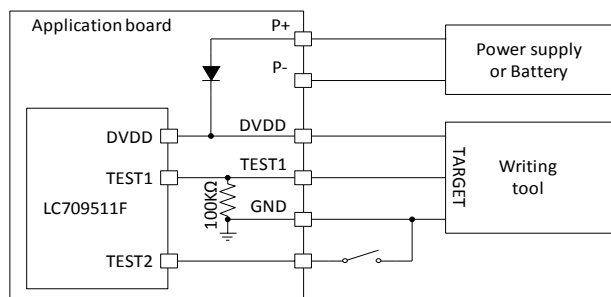 Application board
P+
P-
Power supply
or Battery
DVDD
DVDD
TEST1
TEST1
100KΩ
LC709511F
GND
TEST2
TARGET
Writing
tool